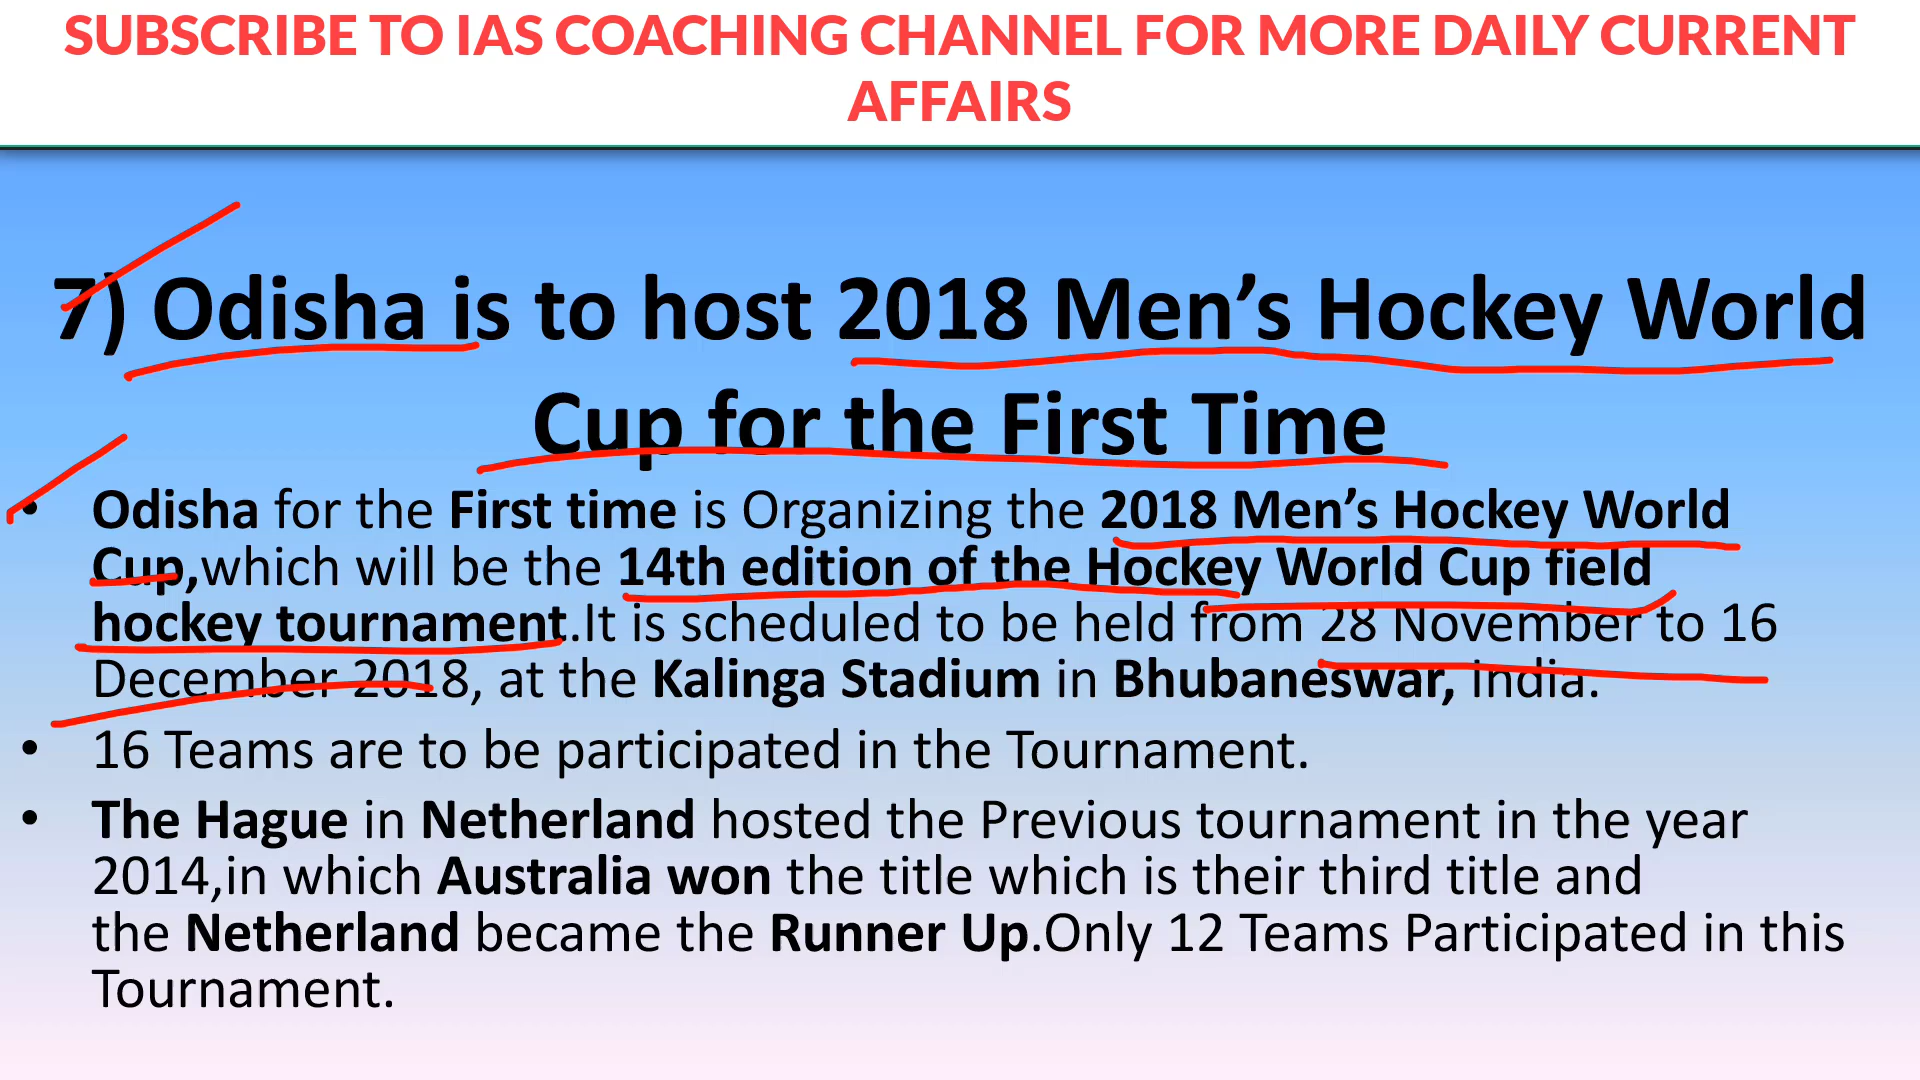 SUBSCRIBE TO IAS COACHING CHANNEL FOR MORE DAILY CURRENT
AFFAIRS
7) Odisha is to host 2018 Men’s Hockey World
Cup for the First Time
• Odisha for the First time is Organizing the 2018 Men’s Hockey World
Cup,which will be the 14th edition of the Hockey World Cup field
hockey tournament.It is scheduled to be held from 28 November to 16
December 2018, at the Kalinga Stadium in Bhubaneswar, India.
• 16 Teams are to be participated in the Tournament.
• The Hague in Netherland hosted the Previous tournament in the year
2014,in which Australia won the title which is their third title and
the Netherland became the Runner Up.Only 12 Teams Participated in this
Tournament.